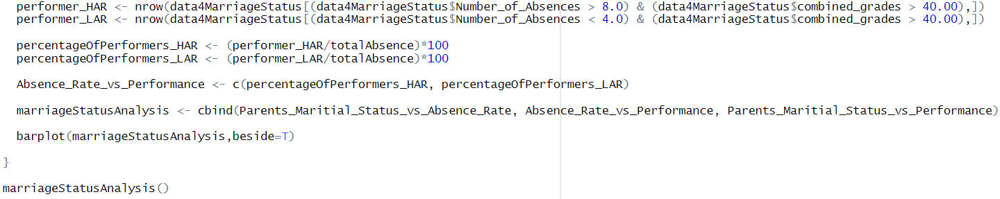 performer_HAR <- nrow(data4MarriageStatus[(data4MarriageStatus$Number_of_Absences > 8.0) & (data4MarriageStatus$combined_grades > 40.00),])
performer_LAR <- nrow(data4MarriageStatus[(data4MarriageStatus$Number_of_Absences < 4.0) & (data4MarriageStatus$combined_grades > 40.00),])
percentageOfPerformers_HAR <- (performer_HAR/totalAbsence)*100
percentageOfPerformers_LAR <- (performer_LAR/totalAbsence)*100
Absence_Rate_vs_Performance <- c(percentageOfPerformers_HAR, percentageOfPerformers_LAR)
marriageStatusAnalysis <- cbind(Parents_Maritial_Status_vs_Absence_Rate, Absence_Rate_vs_Performance, Parents_Maritial_Status_vs_Performance)
barplot(marriageStatusAnalysis,beside=T)
}
marriageStatusAnalysis()